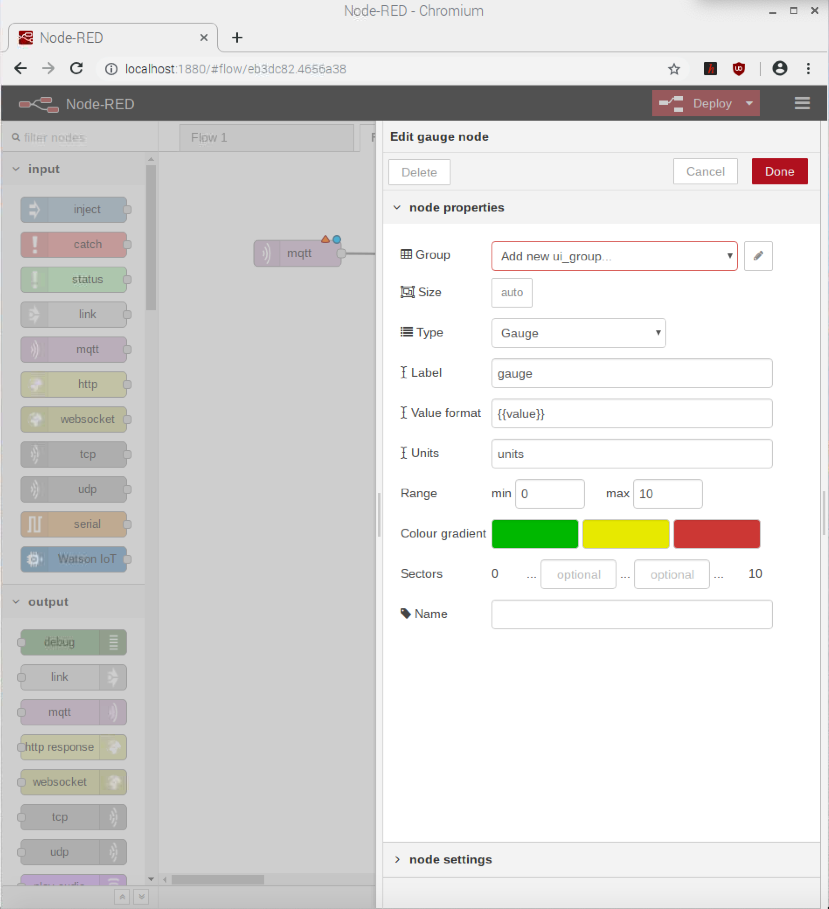 Node-RED - Chromium
Node-RED
localhost:1880/#flow/eb3dc82.4656a38
Node-RED
Deploy
filter nodes
Flow 1
input
inject
catch
status
link
mqtt
http
websocket
tcp
udp
serial
Watson IoT
output
debug
link
mqtt
http response
websocket
tcp
udp
play audio
mqtt
Edit gauge node
Delete
Cancel
Done
node properties
Group
Add new ui_group...
Size
auto
Type
Gauge
Label
gauge
Value format
{{value}}
Units
units
Range
min 0
max 10
Colour gradient
Sectors
0 ... optional ... optional ... 10
Name
node settings